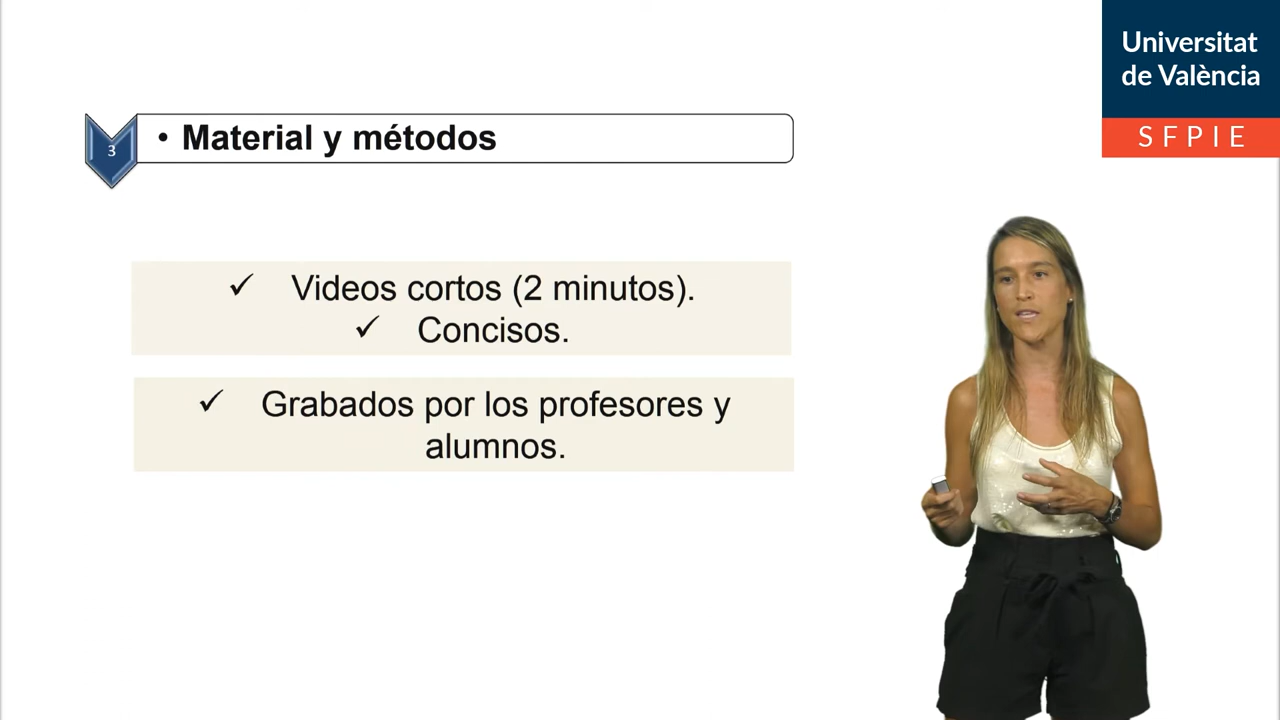 Universitat
de València
SFPIE
3
• Material y métodos
✓ Videos cortos (2 minutos).
✓ Concisos.
✓ Grabados por los profesores y
alumnos.